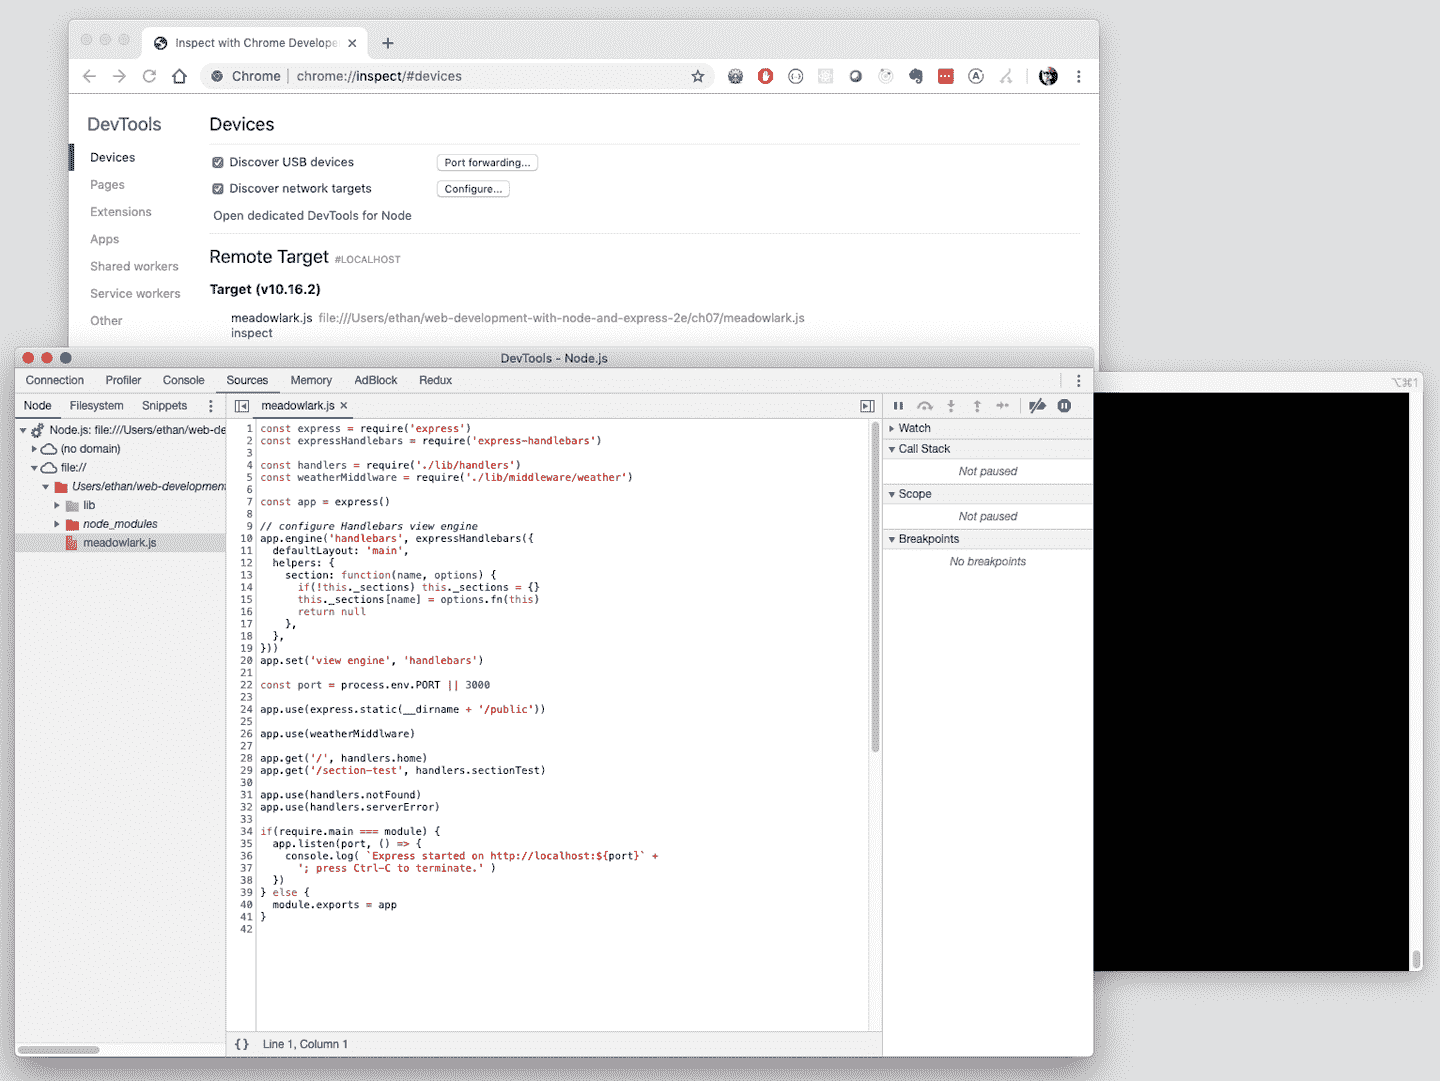 Inspect with Chrome Develope
Chrome | chrome://inspect/#devices
DevTools
Devices
Pages
Extensions
Apps
Shared workers
Service workers
Other
Devices
Discover USB devices
Port forwarding...
Discover network targets
Configure...
Open dedicated DevTools for Node
Remote Target #LOCALHOST
Target (v10.16.2)
meadowlark.js file:///Users/ethan/web-development-with-node-and-express-2e/ch07/meadowlark.js
inspect
⌥⌘1
DevTools - Node.js
Connection Profiler Console Sources Memory AdBlock Redux
Node Filesystem Snippets
Node.js: file:///Users/ethan/web-de
(no domain)
file://
Users/ethan/web-development
lib
node_modules
meadowlark.js
meadowlark.js
1 const express = require('express')
2 const expressHandlebars = require('express-handlebars')
3
4 const handlers = require('./lib/handlers')
5 const weatherMiddlware = require('./lib/middleware/weather')
6
7 const app = express()
8
9 // configure Handlebars view engine
10 app.engine('handlebars', expressHandlebars({
11   defaultLayout: 'main',
12   helpers: {
13     section: function(name, options) {
14       if(!this._sections) this._sections = {}
15       this._sections[name] = options.fn(this)
16       return null
17     },
18   },
19 }))
20 app.set('view engine', 'handlebars')
21
22 const port = process.env.PORT || 3000
23
24 app.use(express.static(__dirname + '/public'))
25
26 app.use(weatherMiddlware)
27
28 app.get('/', handlers.home)
29 app.get('/section-test', handlers.sectionTest)
30
31 app.use(handlers.notFound)
32 app.use(handlers.serverError)
33
34 if(require.main === module) {
35   app.listen(port, () => {
36     console.log( `Express started on http://localhost:${port}` +
37       '; press Ctrl-C to terminate.' )
38   })
39 } else {
40   module.exports = app
41 }
42
{} Line 1, Column 1
Watch
Call Stack
Not paused
Scope
Not paused
Breakpoints
No breakpoints